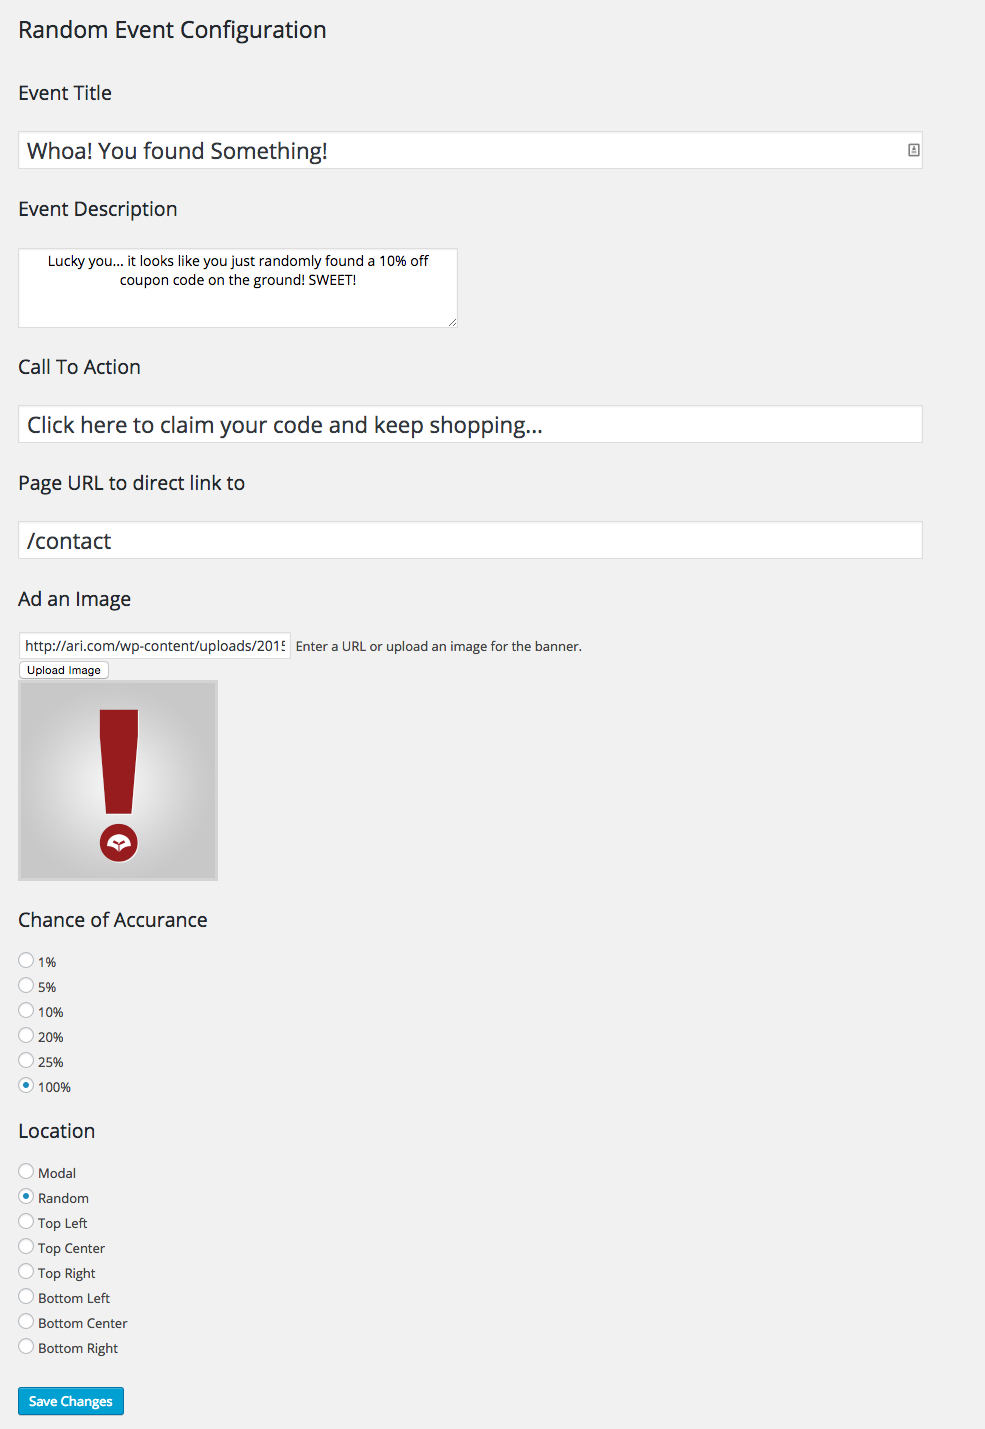 Random Event Configuration
Event Title
Whoa! You found Something!
Event Description
Lucky you... it looks like you just randomly found a 10% off
coupon code on the ground! SWEET!
Call To Action
Click here to claim your code and keep shopping...
Page URL to direct link to
/contact
Ad an Image
http://ari.com/wp-content/uploads/2015 Enter a URL or upload an image for the banner.
Upload Image
Chance of Accurance
1%
5%
10%
20%
25%
100%
Location
Modal
Random
Top Left
Top Center
Top Right
Bottom Left
Bottom Center
Bottom Right
Save Changes